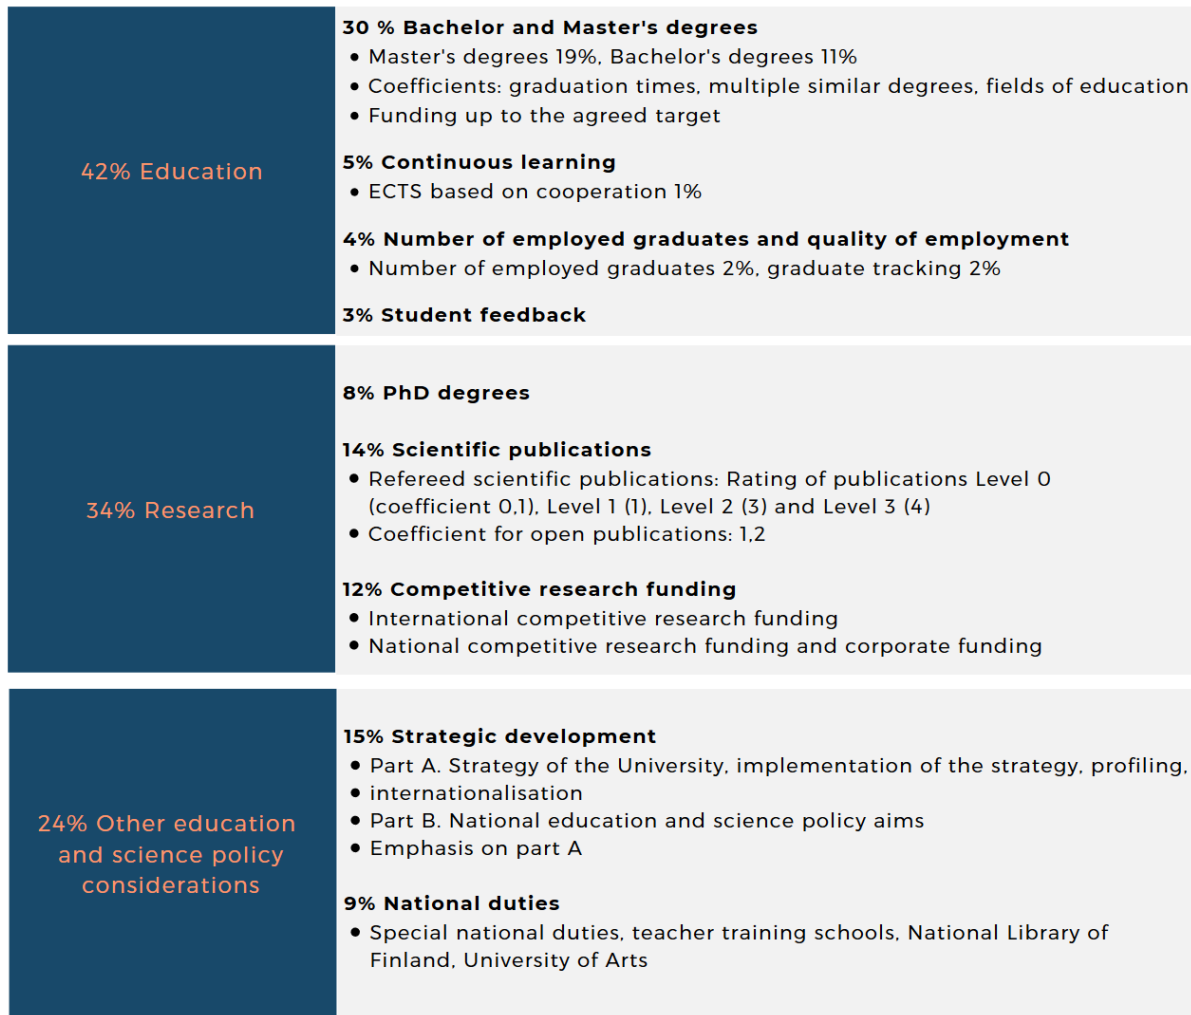 42% Education
30 % Bachelor and Master's degrees
• Master's degrees 19%, Bachelor's degrees 11%
• Coefficients: graduation times, multiple similar degrees, fields of education
• Funding up to the agreed target
5% Continuous learning
• ECTS based on cooperation 1%
4% Number of employed graduates and quality of employment
• Number of employed graduates 2%, graduate tracking 2%
3% Student feedback
34% Research
8% PhD degrees
14% Scientific publications
• Refereed scientific publications: Rating of publications Level 0
(coefficient 0,1), Level 1 (1), Level 2 (3) and Level 3 (4)
• Coefficient for open publications: 1,2
12% Competitive research funding
• International competitive research funding
• National competitive research funding and corporate funding
24% Other education
and science policy
considerations
15% Strategic development
• Part A. Strategy of the University, implementation of the strategy, profiling,
• internationalisation
• Part B. National education and science policy aims
• Emphasis on part A
9% National duties
• Special national duties, teacher training schools, National Library of
Finland, University of Arts